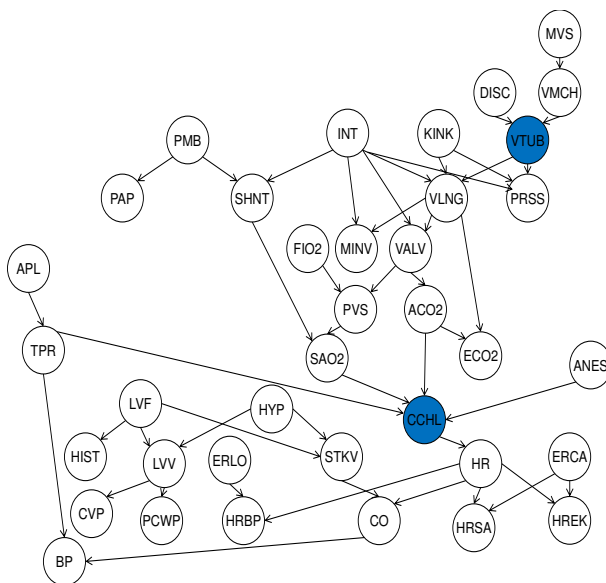 MVS
DISC
VMCH
PMB
INT
KINK
VTUB
PAP
SHNT
VLNG
PRSS
FIO2
MINV
VALV
APL
PVS
ACO2
TPR
SAO2
ECO2
ANES
LVF
HYP
CCHL
HIST
LVV
ERLO
STKV
HR
ERCA
CVP
PCWP
HRBP
CO
HRSA
HREK
BP